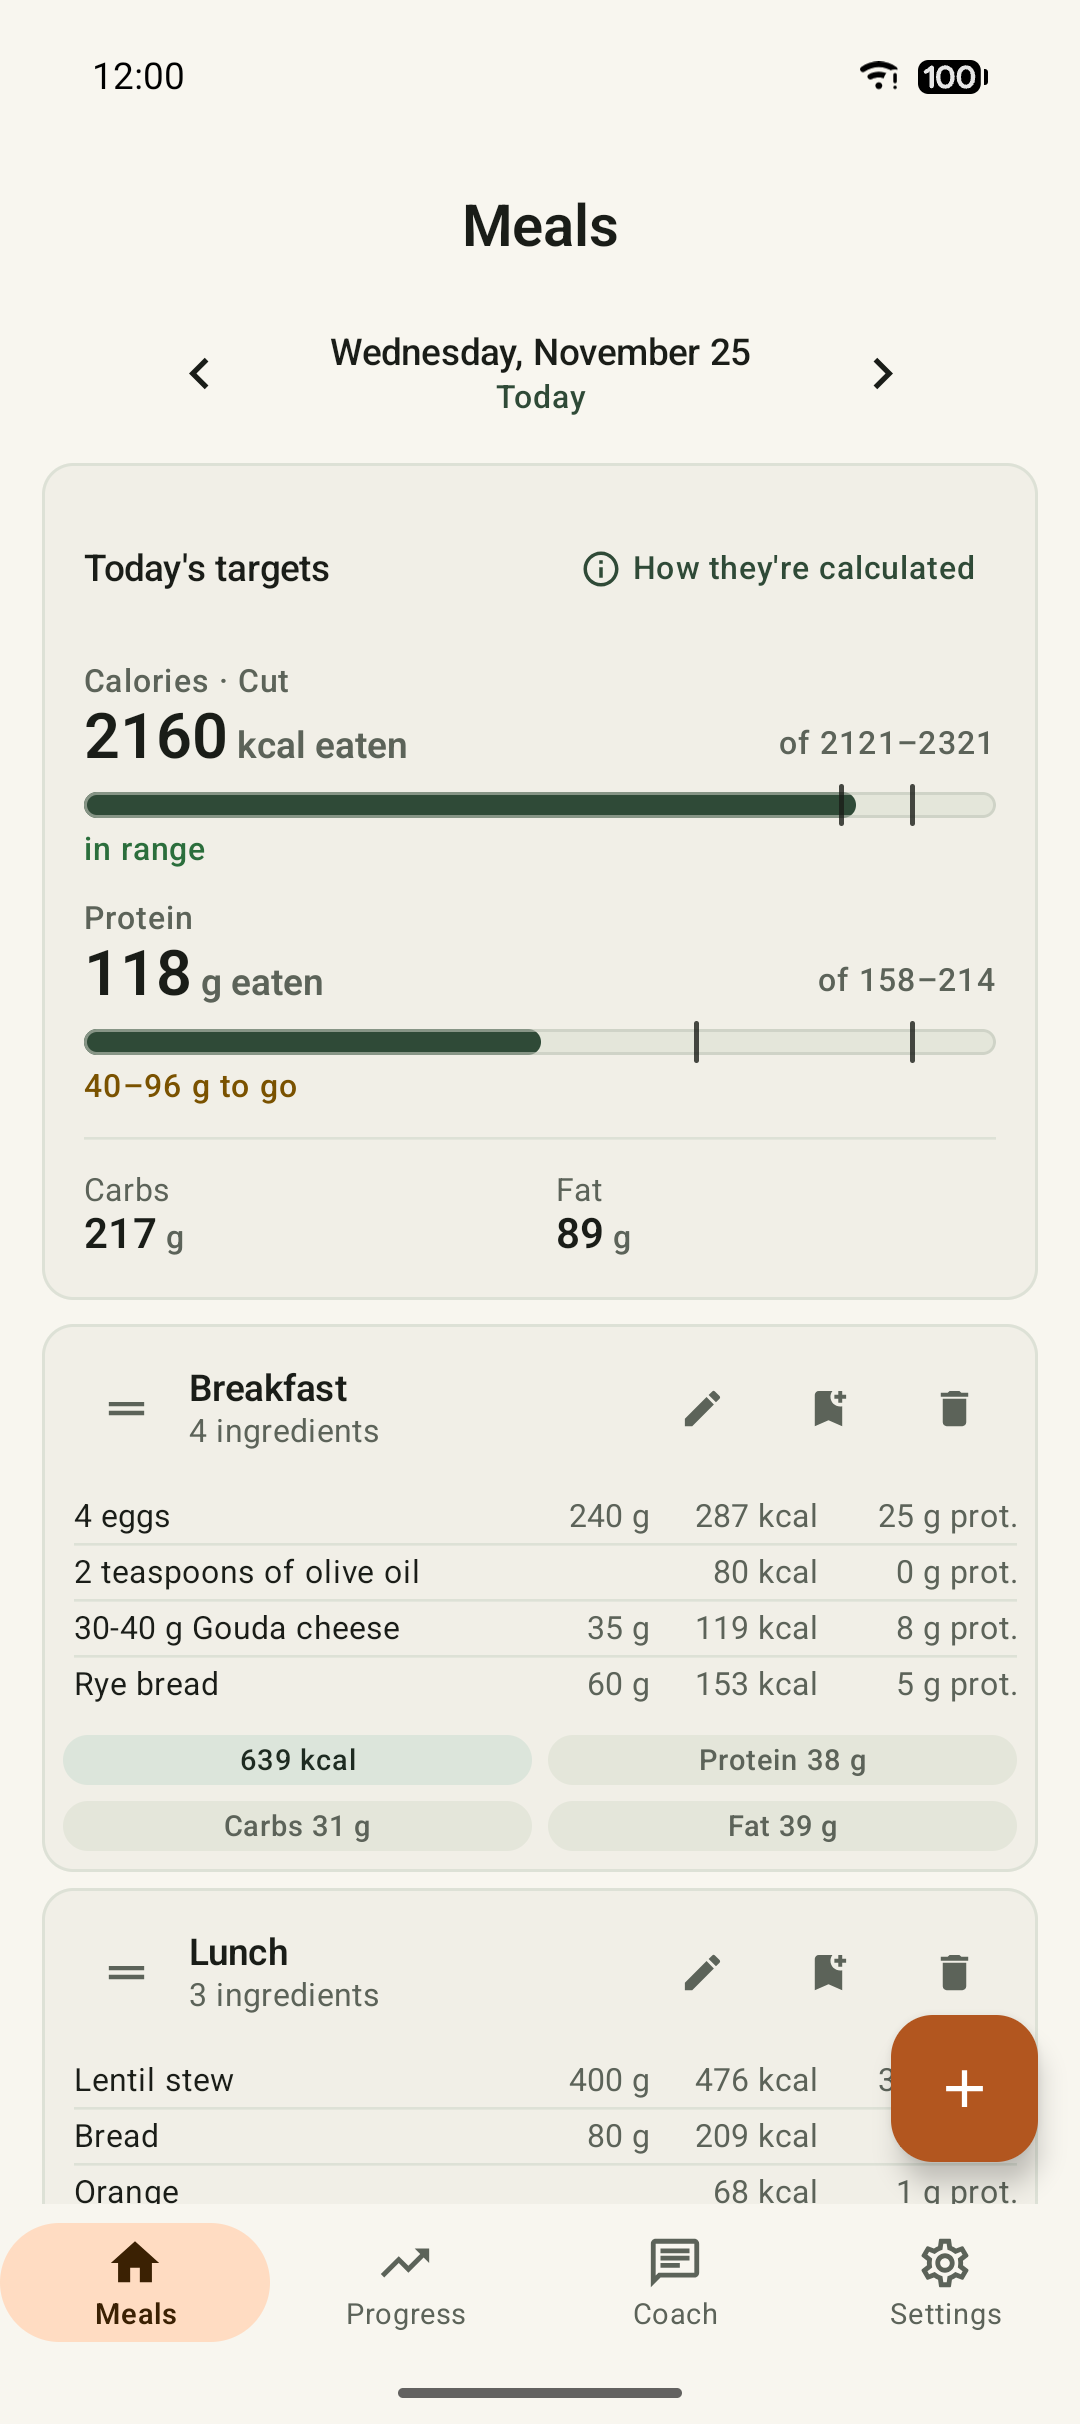 12:00
100
Meals
Wednesday, November 25
Today
Today's targets
How they're calculated
Calories · Cut
2160 kcal eaten
of 2121–2321
in range
Protein
118 g eaten
of 158–214
40–96 g to go
Carbs
Fat
217 g
89 g
Breakfast
4 ingredients
4 eggs 240 g 287 kcal 25 g prot.
2 teaspoons of olive oil 80 kcal 0 g prot.
30-40 g Gouda cheese 35 g 119 kcal 8 g prot.
Rye bread 60 g 153 kcal 5 g prot.
639 kcal
Protein 38 g
Carbs 31 g
Fat 39 g
Lunch
3 ingredients
Lentil stew 400 g 476 kcal
Bread 80 g 209 kcal
Orange 68 kcal 1 g prot.
Meals
Progress
Coach
Settings